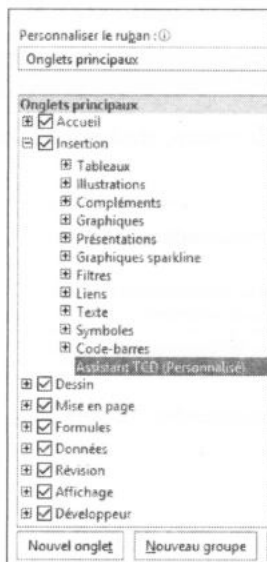 Personnaliser le ruban :
Onglets principaux
Onglets principaux
Accueil
Insertion
Tableaux
Illustrations
Compléments
Graphiques
Présentations
Graphiques sparkline
Filtres
Liens
Texte
Symboles
Code-barres
Assistant TCD (Personnalisé)
Dessin
Mise en page
Formules
Données
Révision
Affichage
Développeur
Nouvel onglet
Nouveau groupe